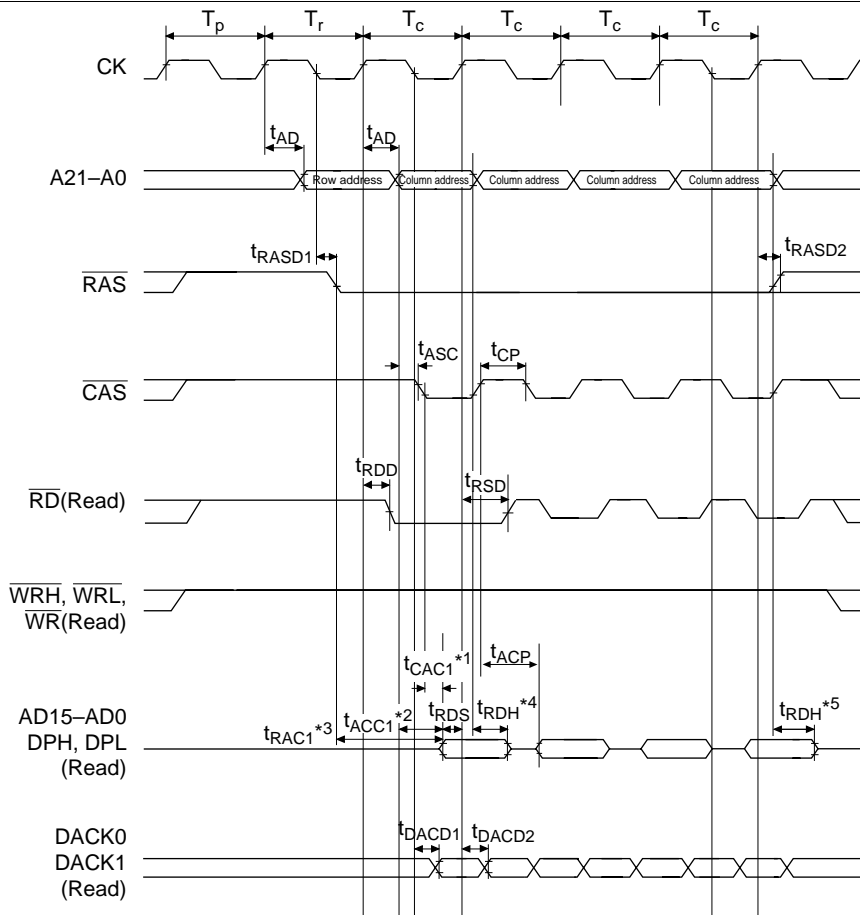 Tp Tr Tc Tc Tc Tc
CK
tAD tAD
A21–A0 Row address Column address Column address Column address Column address
tRASD1 tRASD2
RAS
tASC tCP
CAS
tRDD tRSD
RD(Read)
WRH, WRL,
WR(Read)
tCAC1*1 tACP
AD15–AD0
DPH, DPL
(Read)
tRAC1*3 tACC1*2 tRDS tRDH*4 tRDH*5
DACK0
DACK1
(Read)
tDACD1 tDACD2